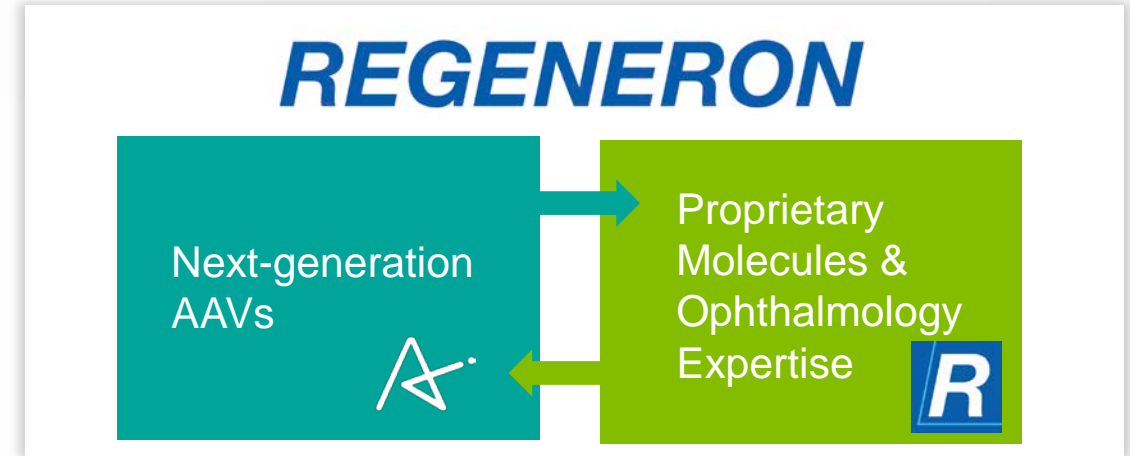 REGENERON
Next-generation
AAVs
Proprietary
Molecules &
Ophthalmology
Expertise
R